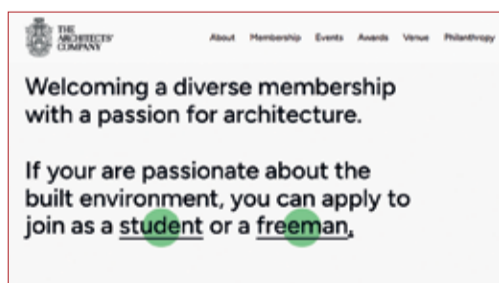 THE
ARCHITECTS'
COMPANY
About Membership Events Awards Venue Philanthropy
Welcoming a diverse membership
with a passion for architecture.
If your are passionate about the
built environment, you can apply to
join as a student or a freeman.